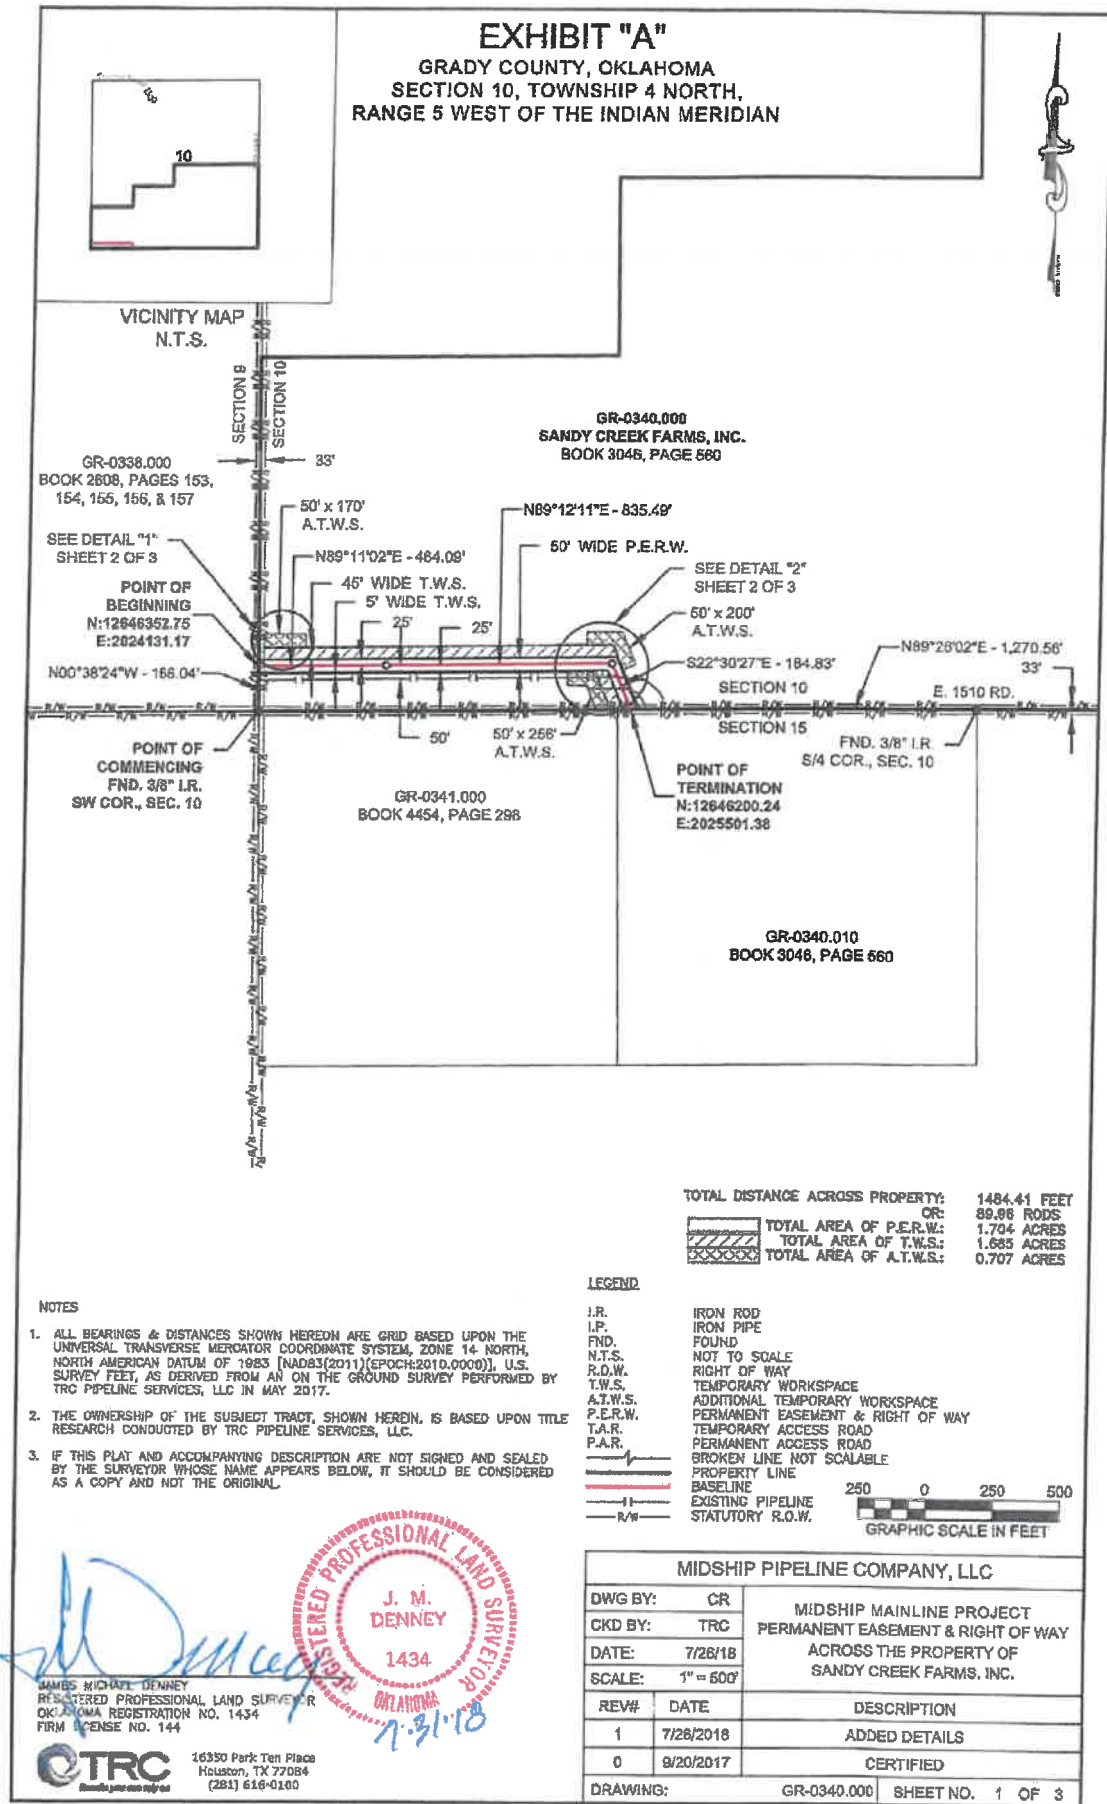 EXHIBIT "A"
GRADY COUNTY, OKLAHOMA
SECTION 10, TOWNSHIP 4 NORTH,
RANGE 5 WEST OF THE INDIAN MERIDIAN
10
VICINITY MAP
N.T.S.
SECTION 9
SECTION 10
33'
GR-0338.000
BOOK 2608, PAGES 153,
154, 155, 156, & 157
GR-0340.000
SANDY CREEK FARMS, INC.
BOOK 3046, PAGE 560
50' x 170'
A.T.W.S.
N89°12'11"E - 835.49'
SEE DETAIL "1"
SHEET 2 OF 3
N89°11'02"E - 464.09'
50' WIDE P.E.R.W.
SEE DETAIL "2"
SHEET 2 OF 3
45' WIDE T.W.S.
5' WIDE T.W.S.
25'
25'
POINT OF
BEGINNING
N:12646352.75
E:2024131.17
50' x 200'
A.T.W.S.
N00°38'24"W - 166.04'
S22°30'27"E - 184.83'
N89°26'02"E - 1,270.56'
33'
SECTION 10
E. 1510 RD.
SECTION 15
POINT OF
COMMENCING
FND. 3/8" I.R.
SW COR., SEC. 10
50'
50' x 256'
A.T.W.S.
FND. 3/8" I.R.
S/4 COR., SEC. 10
POINT OF
TERMINATION
N:12646200.24
E:2025501.38
GR-0341.000
BOOK 4454, PAGE 298
GR-0340.010
BOOK 3046, PAGE 560
TOTAL DISTANCE ACROSS PROPERTY: 1484.41 FEET
OR: 89.96 RODS
TOTAL AREA OF P.E.R.W.: 1.704 ACRES
TOTAL AREA OF T.W.S.: 1.685 ACRES
TOTAL AREA OF A.T.W.S.: 0.707 ACRES
NOTES
1. ALL BEARINGS & DISTANCES SHOWN HEREON ARE GRID BASED UPON THE
UNIVERSAL TRANSVERSE MERCATOR COORDINATE SYSTEM, ZONE 14 NORTH,
NORTH AMERICAN DATUM OF 1983 [NAD83(2011)(EPOCH:2010.0000)], U.S.
SURVEY FEET, AS DERIVED FROM AN ON THE GROUND SURVEY PERFORMED BY
TRC PIPELINE SERVICES, LLC IN MAY 2017.
2. THE OWNERSHIP OF THE SUBJECT TRACT, SHOWN HEREIN, IS BASED UPON TITLE
RESEARCH CONDUCTED BY TRC PIPELINE SERVICES, LLC.
3. IF THIS PLAT AND ACCOMPANYING DESCRIPTION ARE NOT SIGNED AND SEALED
BY THE SURVEYOR WHOSE NAME APPEARS BELOW, IT SHOULD BE CONSIDERED
AS A COPY AND NOT THE ORIGINAL.
LEGEND
I.R. IRON ROD
I.P. IRON PIPE
FND. FOUND
N.T.S. NOT TO SCALE
R.O.W. RIGHT OF WAY
T.W.S. TEMPORARY WORKSPACE
A.T.W.S. ADDITIONAL TEMPORARY WORKSPACE
P.E.R.W. PERMANENT EASEMENT & RIGHT OF WAY
T.A.R. TEMPORARY ACCESS ROAD
P.A.R. PERMANENT ACCESS ROAD
BROKEN LINE NOT SCALABLE
PROPERTY LINE
BASELINE
EXISTING PIPELINE
R/W STATUTORY R.O.W.
250 0 250 500
GRAPHIC SCALE IN FEET
REGISTERED PROFESSIONAL LAND SURVEYOR
J. M.
DENNEY
1434
OKLAHOMA
7-31-18
JAMES MICHAEL DENNEY
REGISTERED PROFESSIONAL LAND SURVEYOR
OKLAHOMA REGISTRATION NO. 1434
FIRM LICENSE NO. 144
TRC
Results you can rely on
16350 Park Ten Place
Houston, TX 77084
(281) 616-0100
MIDSHIP PIPELINE COMPANY, LLC
DWG BY: CR
CKD BY: TRC
DATE: 7/26/18
SCALE: 1" = 500'
MIDSHIP MAINLINE PROJECT
PERMANENT EASEMENT & RIGHT OF WAY
ACROSS THE PROPERTY OF
SANDY CREEK FARMS, INC.
REV# DATE DESCRIPTION
1 7/26/2018 ADDED DETAILS
0 9/20/2017 CERTIFIED
DRAWING: GR-0340.000 SHEET NO. 1 OF 3